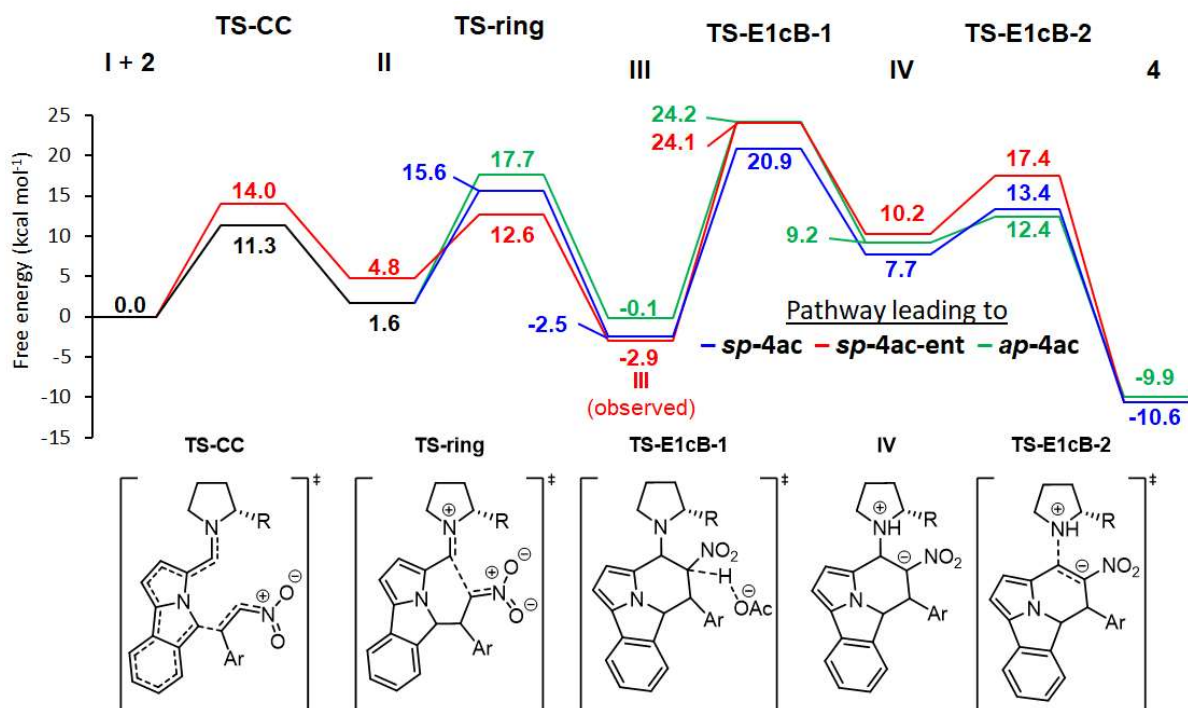 TS-CC TS-ring TS-E1cB-1 TS-E1cB-2
I + 2 II III IV 4
Free energy (kcal mol-1)
25
20
15
10
5
0
-5
-10
-15
0.0
14.0
11.3
4.8
1.6
15.6
17.7
12.6
-0.1
-2.5
-2.9
III
(observed)
24.2
24.1
20.9
10.2
9.2
7.7
17.4
13.4
12.4
-9.9
-10.6
Pathway leading to
sp-4ac sp-4ac-ent ap-4ac
TS-CC TS-ring TS-E1cB-1 IV TS-E1cB-2
‡
N
R
N
O ⊖
⊕
N
O
Ar
‡
⊕
N
R
O ⊖
⊕
N
O ⊖
N
Ar
‡
N
R
NO2
H
⊖
OAc
N
Ar
⊕
NH
R
⊖
NO2
N
Ar
‡
⊕
NH
R
⊖
NO2
N
Ar